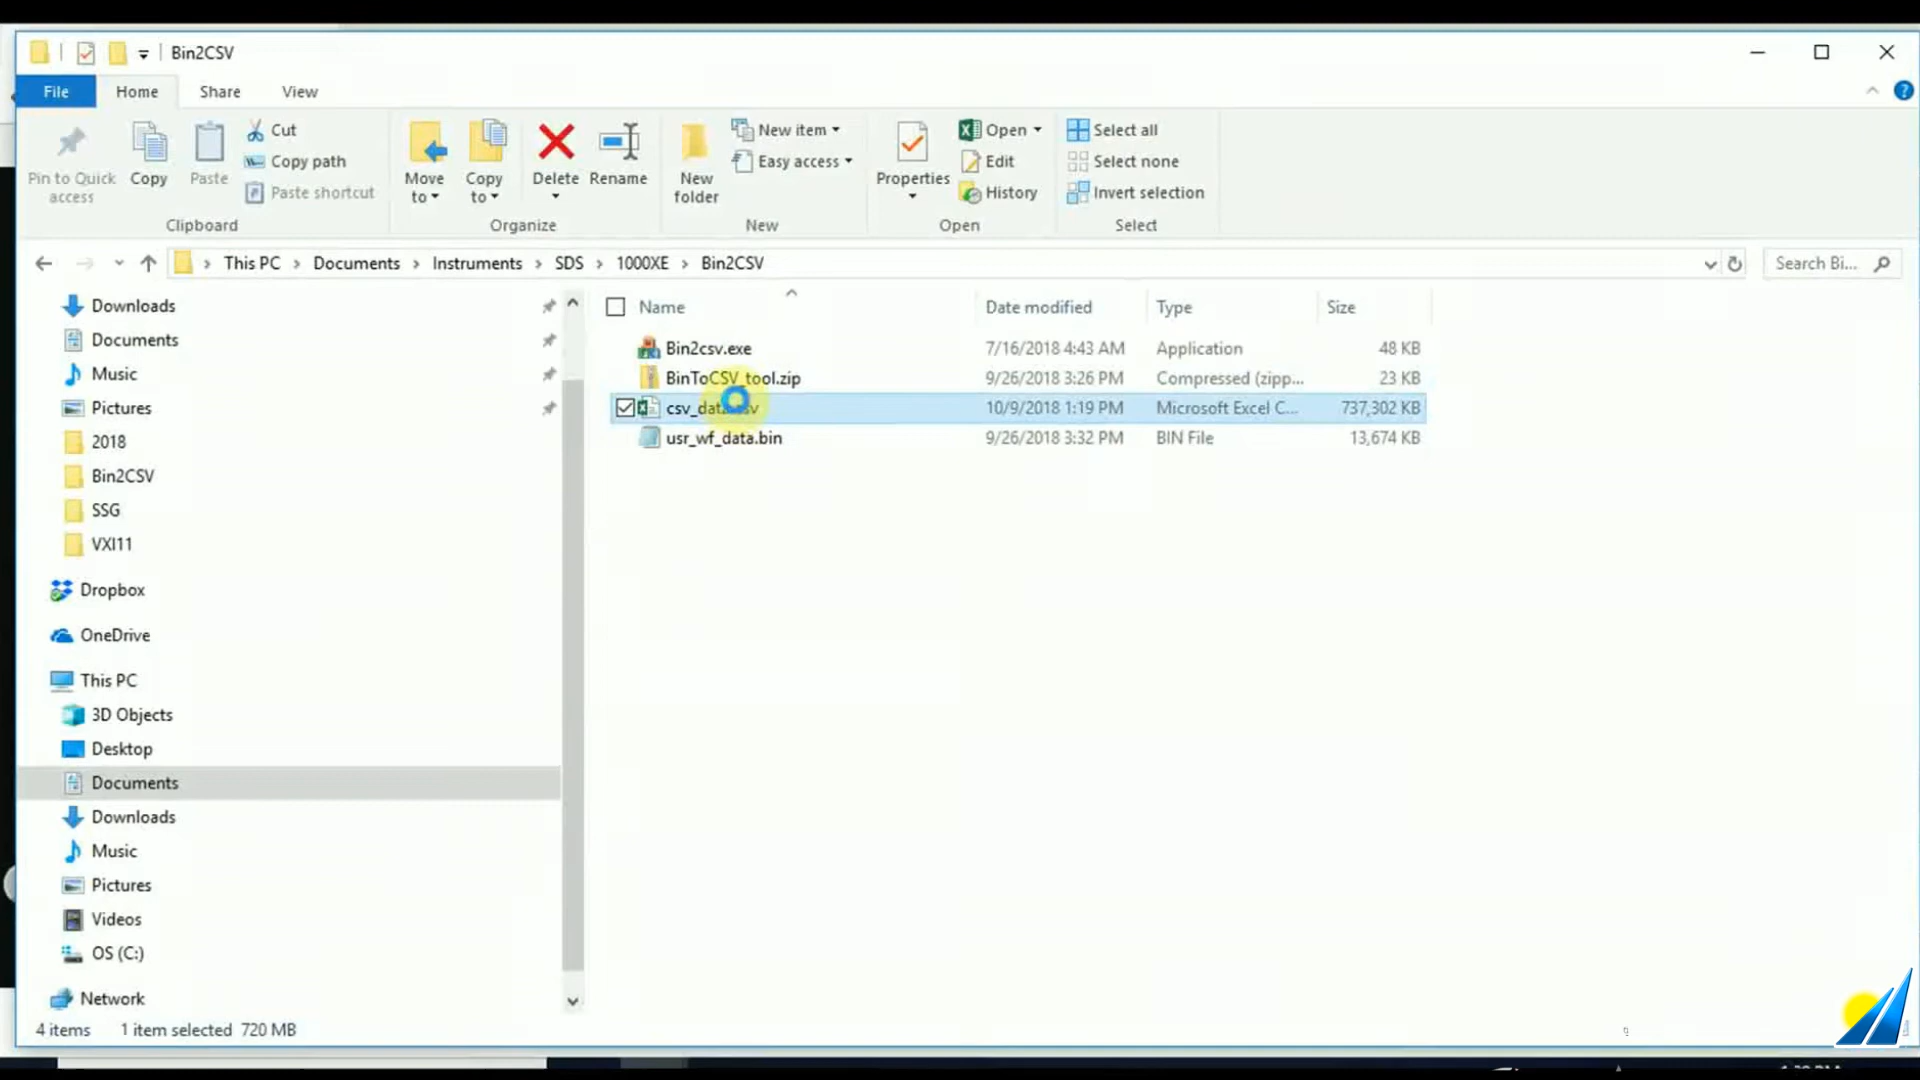 Bin2CSV
File Home Share View
Pin to Quick access
Copy
Paste
Cut
Copy path
Paste shortcut
Clipboard
Move to
Copy to
Delete
Rename
Organize
New folder
New item
Easy access
New
Properties
Open
Edit
History
Open
Select all
Select none
Invert selection
Select
This PC > Documents > Instruments > SDS > 1000XE > Bin2CSV
Search Bi...
Name Date modified Type Size
Bin2csv.exe 7/16/2018 4:43 AM Application 48 KB
BinToCSV_tool.zip 9/26/2018 3:26 PM Compressed (zipp... 23 KB
10/9/2018 1:19 PM Microsoft Excel C... 737,302 KB
usr_wf_data.bin 9/26/2018 3:32 PM BIN File 13,674 KB
Downloads
Documents
Music
Pictures
2018
Bin2CSV
SSG
VXI11
Dropbox
OneDrive
This PC
3D Objects
Desktop
Documents
Downloads
Music
Pictures
Videos
OS (C:)
Network
4 items 1 item selected 720 MB